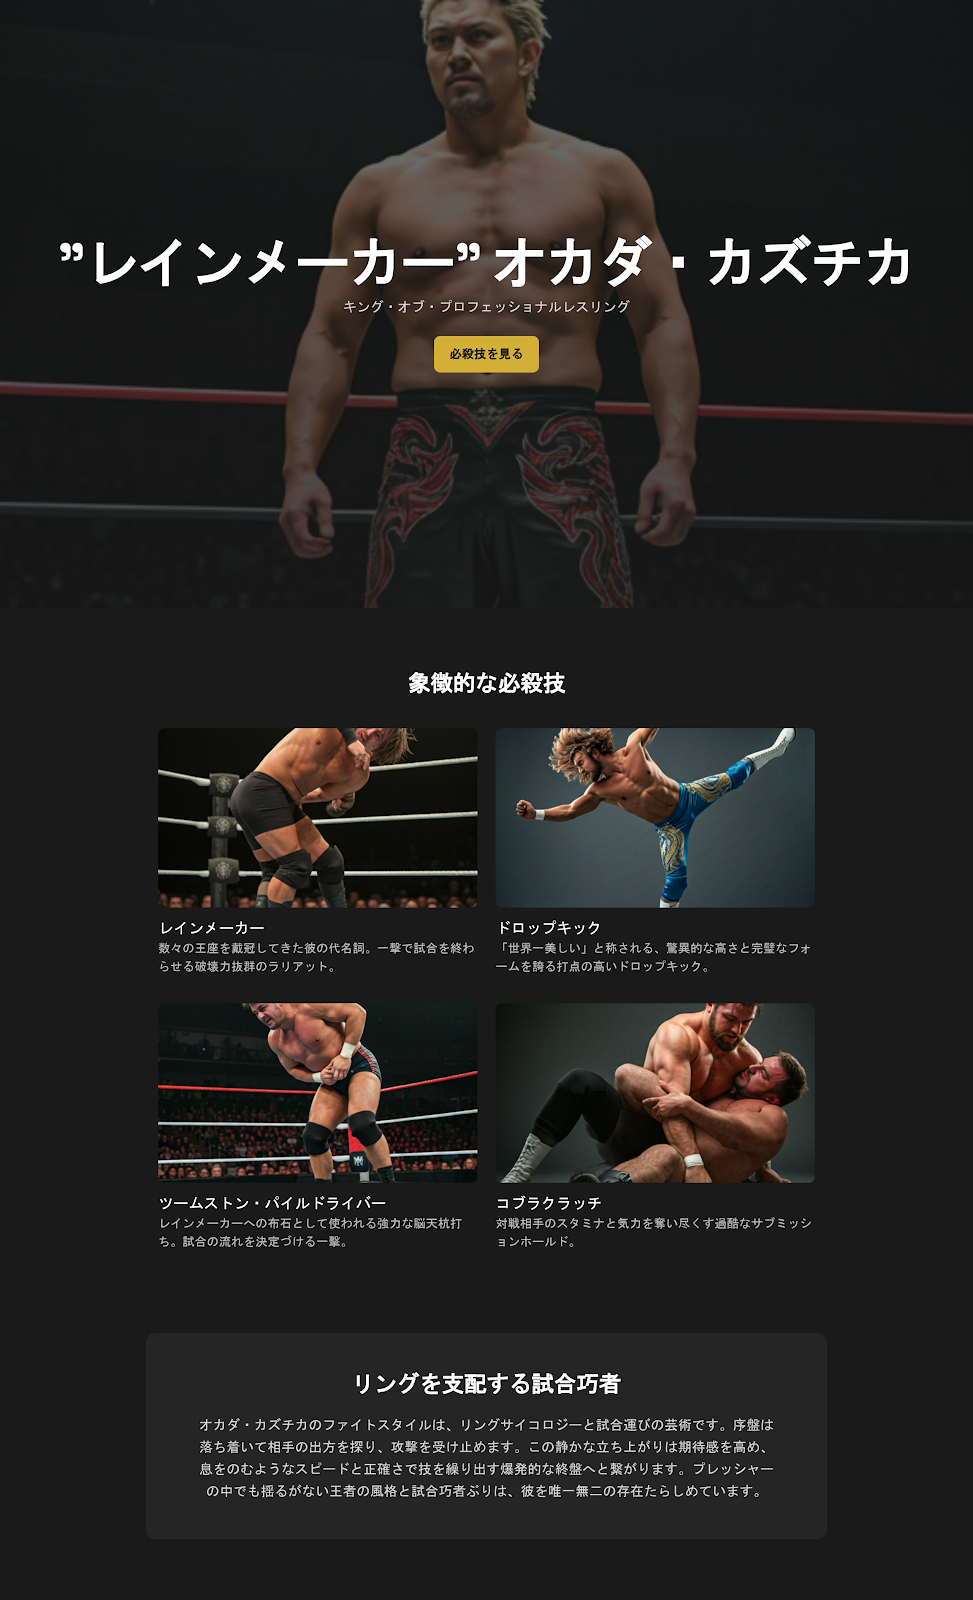 ”レインメーカー” オカダ・カズチカ
キング・オブ・プロフェッショナルレスリング
必殺技を見る
象徴的な必殺技
レインメーカー
数々の王座を戴冠してきた彼の代名詞。一撃で試合を終わ
らせる破壊力抜群のラリアット。
ドロップキック
「世界一美しい」と称される、驚異的な高さと完璧なフォ
ームを誇る打点の高いドロップキック。
ツームストン・パイルドライバー
レインメーカーへの布石として使われる強力な脳天杭打
ち。試合の流れを決定づける一撃。
コブラクラッチ
対戦相手のスタミナと気力を奪い尽くす過酷なサブミッシ
ョンホールド。
リングを支配する試合巧者
オカダ・カズチカのファイトスタイルは、リングサイコロジーと試合運びの芸術です。序盤は
落ち着いて相手の出方を探り、攻撃を受け止めます。この静かな立ち上がりは期待感を高め、
息をのむようなスピードと正確さで技を繰り出す爆発的な終盤へと繋がります。プレッシャー
の中でも揺るがない王者の風格と試合巧者ぶりは、彼を唯一無二の存在たらしめています。